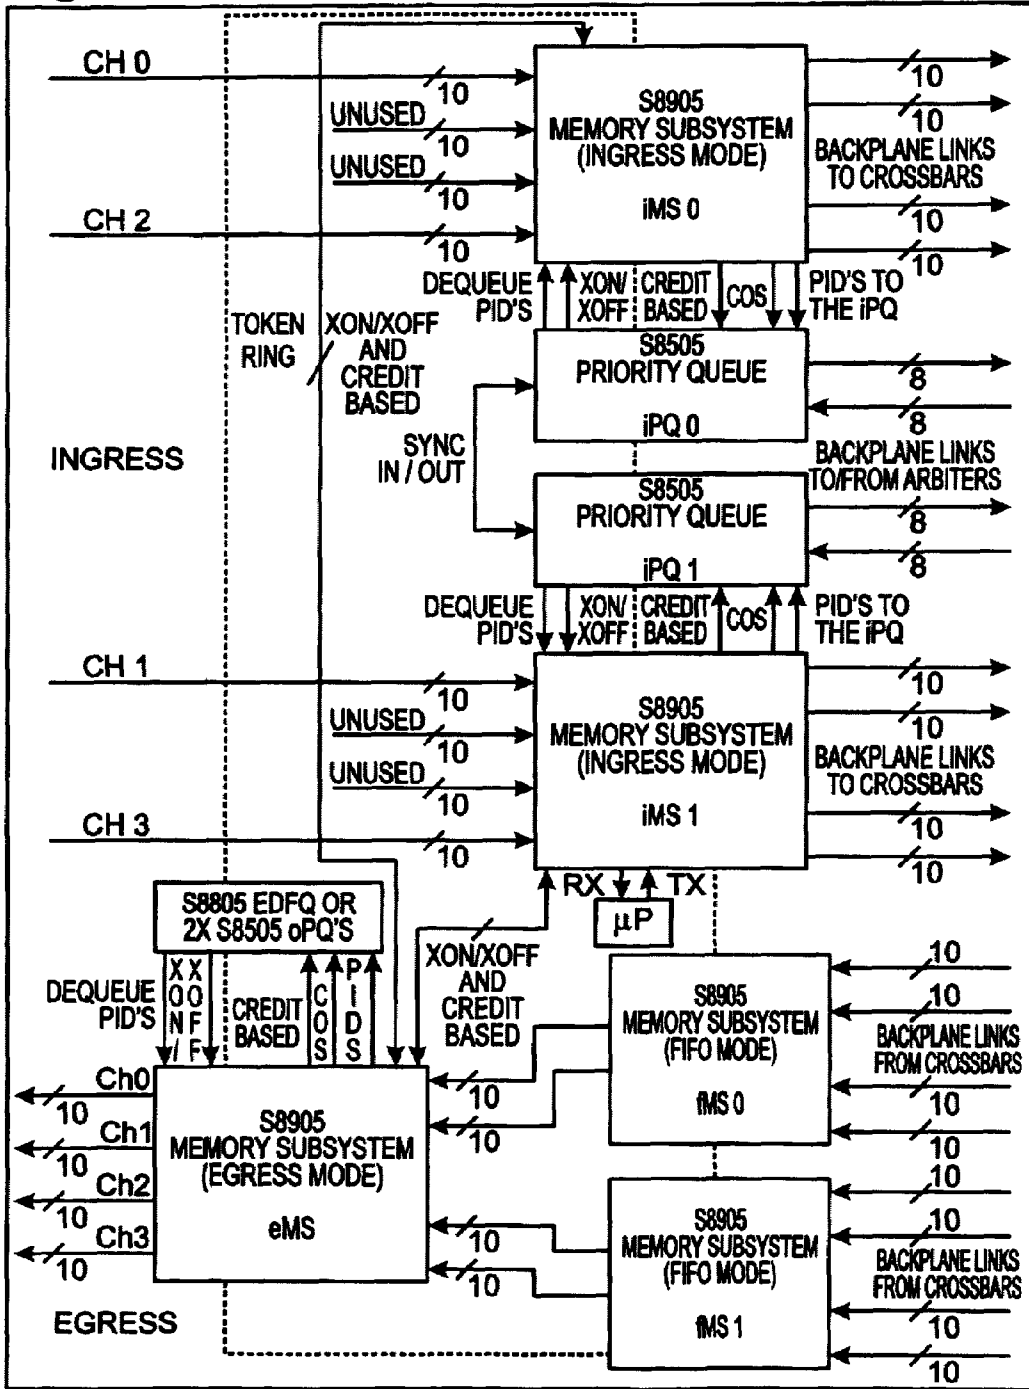 CH 0
10
UNUSED
10
UNUSED
10
CH 2
10
S8905
MEMORY SUBSYSTEM
(INGRESS MODE)
iMS 0
10
10
BACKPLANE LINKS
TO CROSSBARS
10
10
DEQUEUE
PID'S
XON/
XOFF
CREDIT
BASED
COS
PID'S TO
THE iPQ
TOKEN
RING
XON/XOFF
AND
CREDIT
BASED
S8505
PRIORITY QUEUE
iPQ 0
8
8
SYNC
IN / OUT
INGRESS
BACKPLANE LINKS
TO/FROM ARBITERS
S8505
PRIORITY QUEUE
iPQ 1
8
8
DEQUEUE
PID'S
XON/
XOFF
CREDIT
BASED
COS
PID'S TO
THE iPQ
CH 1
10
UNUSED
10
UNUSED
10
CH 3
10
S8905
MEMORY SUBSYSTEM
(INGRESS MODE)
iMS 1
10
10
BACKPLANE LINKS
TO CROSSBARS
10
10
RX
TX
μP
S8805 EDFQ OR
2X S8505 oPQ'S
DEQUEUE
PID'S
XON/
XOFF
CREDIT
BASED
COS
PIDS
XON/XOFF
AND
CREDIT
BASED
S8905
MEMORY SUBSYSTEM
(FIFO MODE)
fMS 0
10
10
BACKPLANE LINKS
FROM CROSSBARS
10
10
Ch0
10
Ch1
10
Ch2
10
Ch3
10
S8905
MEMORY SUBSYSTEM
(EGRESS MODE)
eMS
10
10
10
10
S8905
MEMORY SUBSYSTEM
(FIFO MODE)
fMS 1
10
10
BACKPLANE LINKS
FROM CROSSBARS
10
10
EGRESS